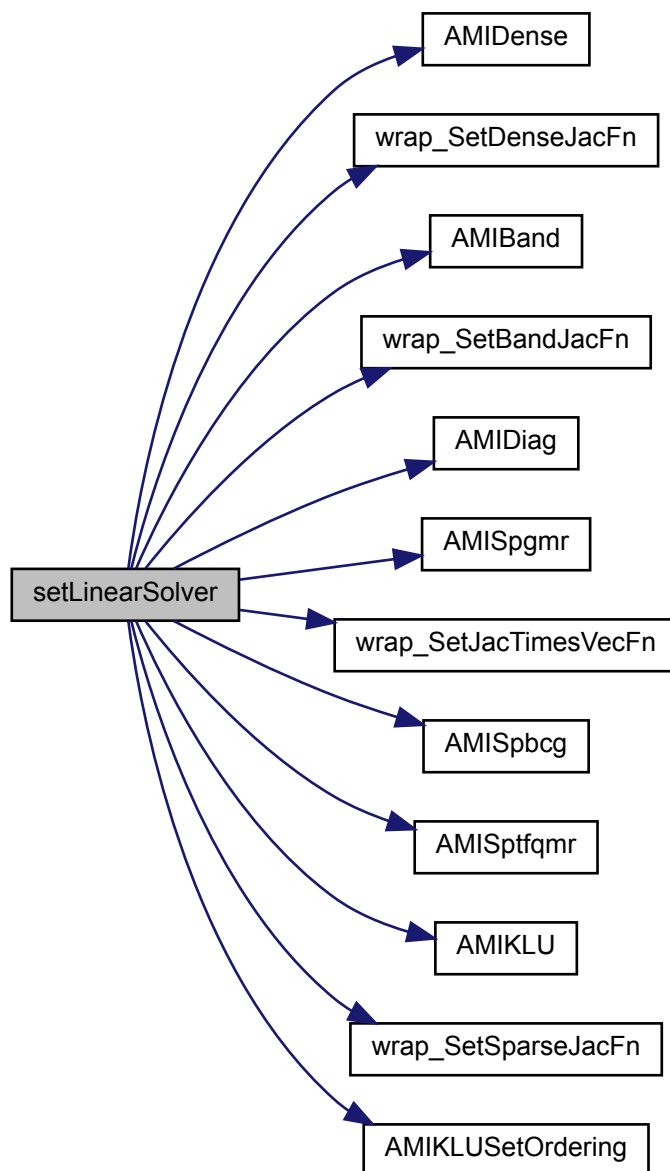 AMIDense
wrap_SetDenseJacFn
AMIBand
wrap_SetBandJacFn
AMIDiag
AMISpgmr
setLinearSolver
wrap_SetJacTimesVecFn
AMISpbcg
AMISptfqmr
AMIKLU
wrap_SetSparseJacFn
AMIKLUSetOrdering